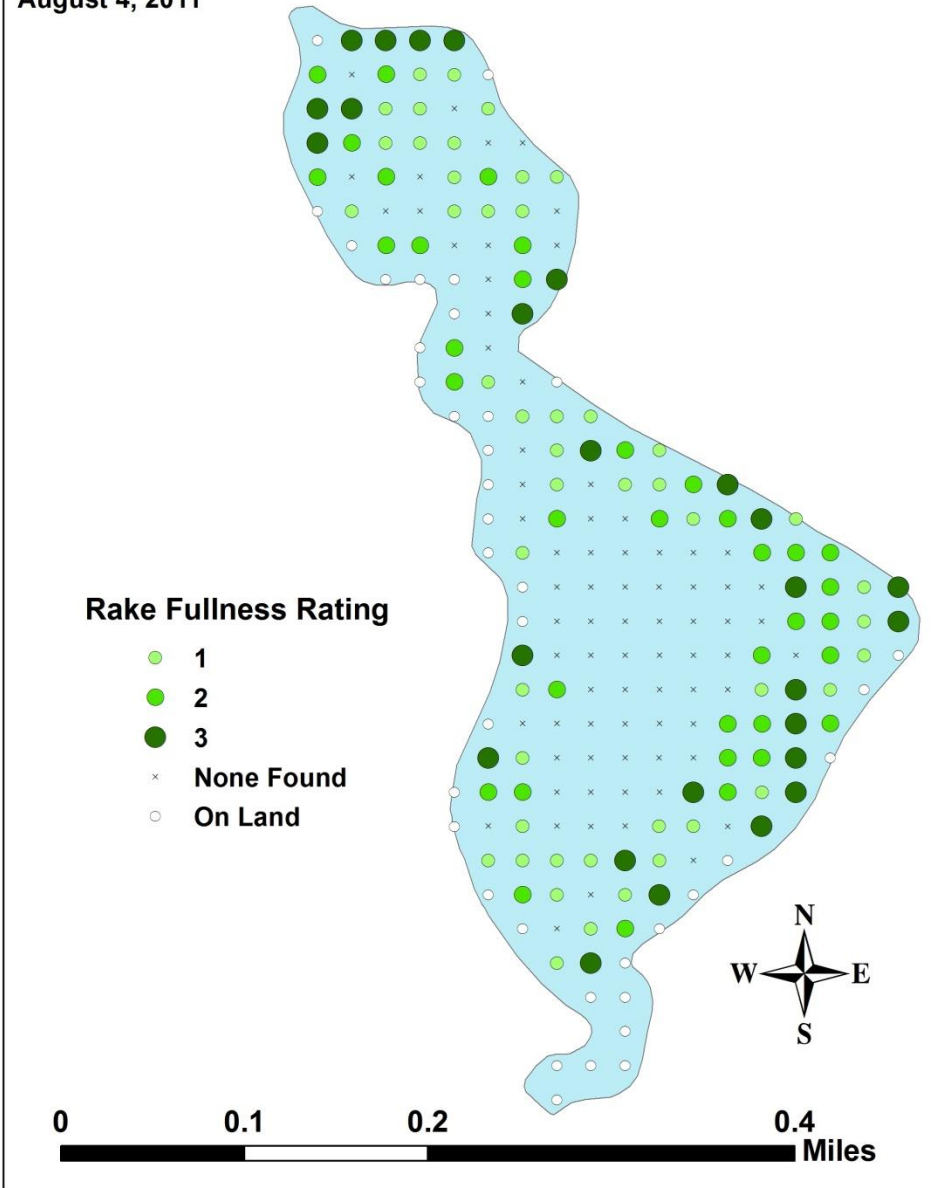 August 4, 2011
Rake Fullness Rating
1
2
3
None Found
On Land
N
W E
S
0 0.1 0.2 0.4
Miles